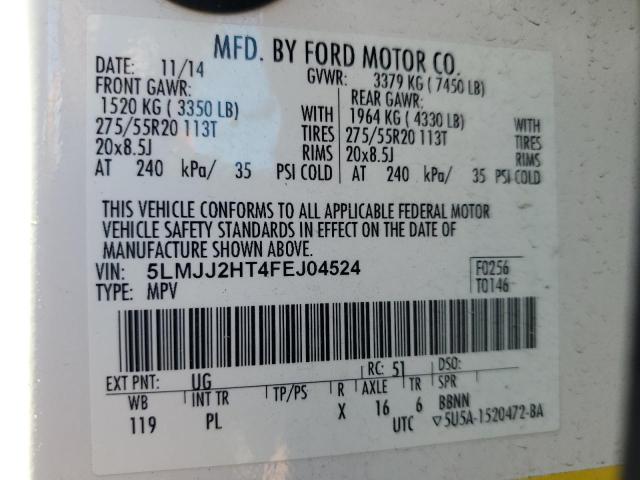 MFD. BY FORD MOTOR CO.
DATE: 11/14 GVWR: 3379 KG ( 7450 LB)
FRONT GAWR: REAR GAWR:
1520 KG ( 3350 LB) WITH 1964 KG ( 4330 LB) WITH
275/55R20 113T TIRES 275/55R20 113T TIRES
20x8.5J RIMS 20x8.5J RIMS
AT 240 kPa/ 35 PSI COLD AT 240 kPa/ 35 PSI COLD
THIS VEHICLE CONFORMS TO ALL APPLICABLE FEDERAL MOTOR
VEHICLE SAFETY STANDARDS IN EFFECT ON THE DATE OF
MANUFACTURE SHOWN ABOVE.
VIN: 5LMJJ2HT4FEJ04524 F0256
TYPE: MPV T0146
EXT PNT: UG RC: 51 DSO:
WB INT TR TP/PS R AXLE TR SPR
119 PL X 16 6 BBNN
UTC ▽5U5A-1520472-BA